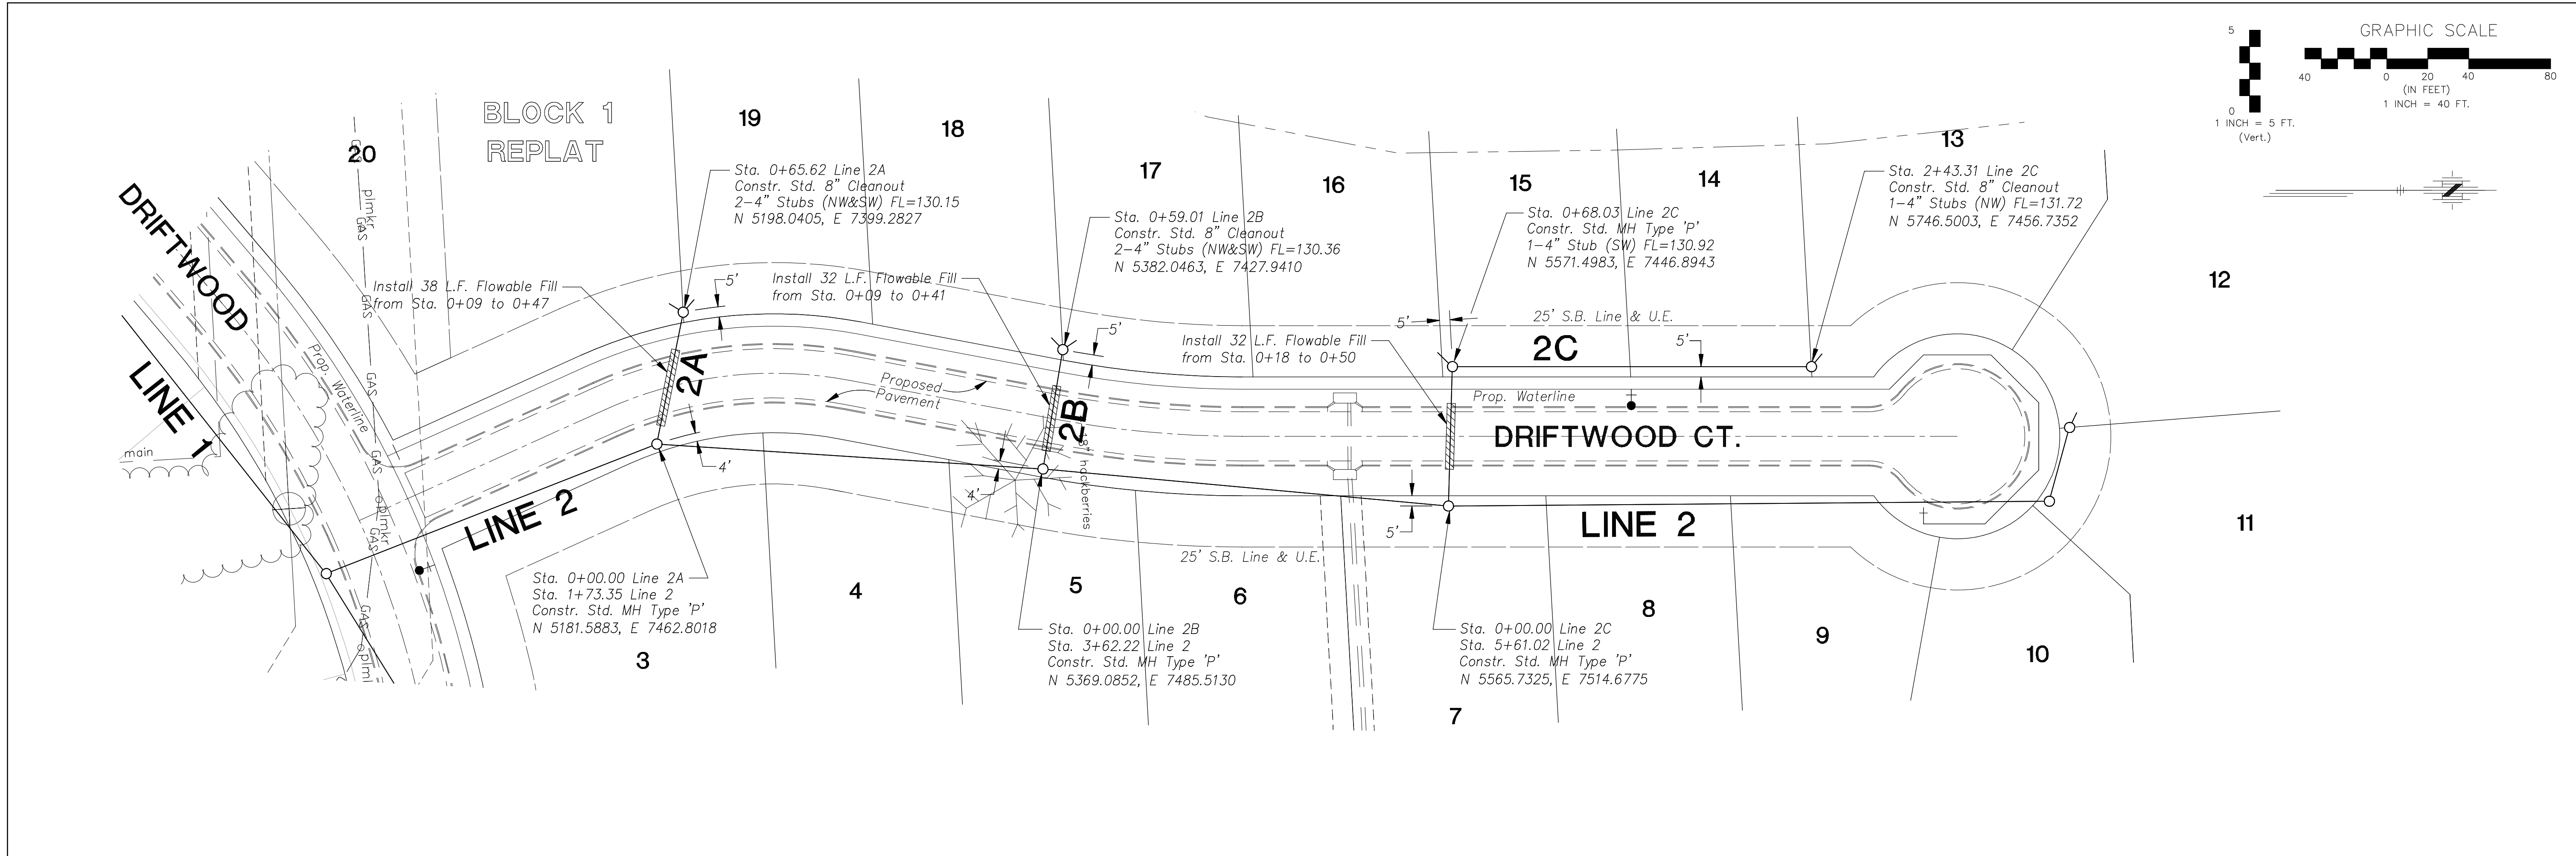 GRAPHIC SCALE
40
0
20
40
80
(IN FEET)
1 INCH = 40 FT.
5
0
1 INCH = 5 FT.
(Vert.)
BLOCK 1
REPLAT
20
19
18
17
16
15
14
13
12
11
10
9
8
7
6
5
4
3
Sta. 0+65.62 Line 2A
Constr. Std. 8" Cleanout
2-4" Stubs (NW&SW) FL=130.15
N 5198.0405, E 7399.2827
Sta. 0+59.01 Line 2B
Constr. Std. 8" Cleanout
2-4" Stubs (NW&SW) FL=130.36
N 5382.0463, E 7427.9410
Sta. 0+68.03 Line 2C
Constr. Std. MH Type 'P'
1-4" Stub (SW) FL=130.92
N 5571.4983, E 7446.8943
Sta. 2+43.31 Line 2C
Constr. Std. 8" Cleanout
1-4" Stubs (NW) FL=131.72
N 5746.5003, E 7456.7352
Install 38 L.F. Flowable Fill
from Sta. 0+09 to 0+47
Install 32 L.F. Flowable Fill
from Sta. 0+09 to 0+41
Install 32 L.F. Flowable Fill
from Sta. 0+18 to 0+50
25' S.B. Line & U.E.
5'
5'
5'
5'
4'
4'
5'
DRIFTWOOD
LINE 1
LINE 2
2A
2B
2C
Proposed
Pavement
Prop. Waterline
Prop. Waterline
DRIFTWOOD CT.
LINE 2
main
plmkr
GAS
GAS
GAS
GAS
GAS
GAS
plmkr
GAS
GAS
plml
18" hackberries
25' S.B. Line & U.E.
Sta. 0+00.00 Line 2A
Sta. 1+73.35 Line 2
Constr. Std. MH Type 'P'
N 5181.5883, E 7462.8018
Sta. 0+00.00 Line 2B
Sta. 3+62.22 Line 2
Constr. Std. MH Type 'P'
N 5369.0852, E 7485.5130
Sta. 0+00.00 Line 2C
Sta. 5+61.02 Line 2
Constr. Std. MH Type 'P'
N 5565.7325, E 7514.6775